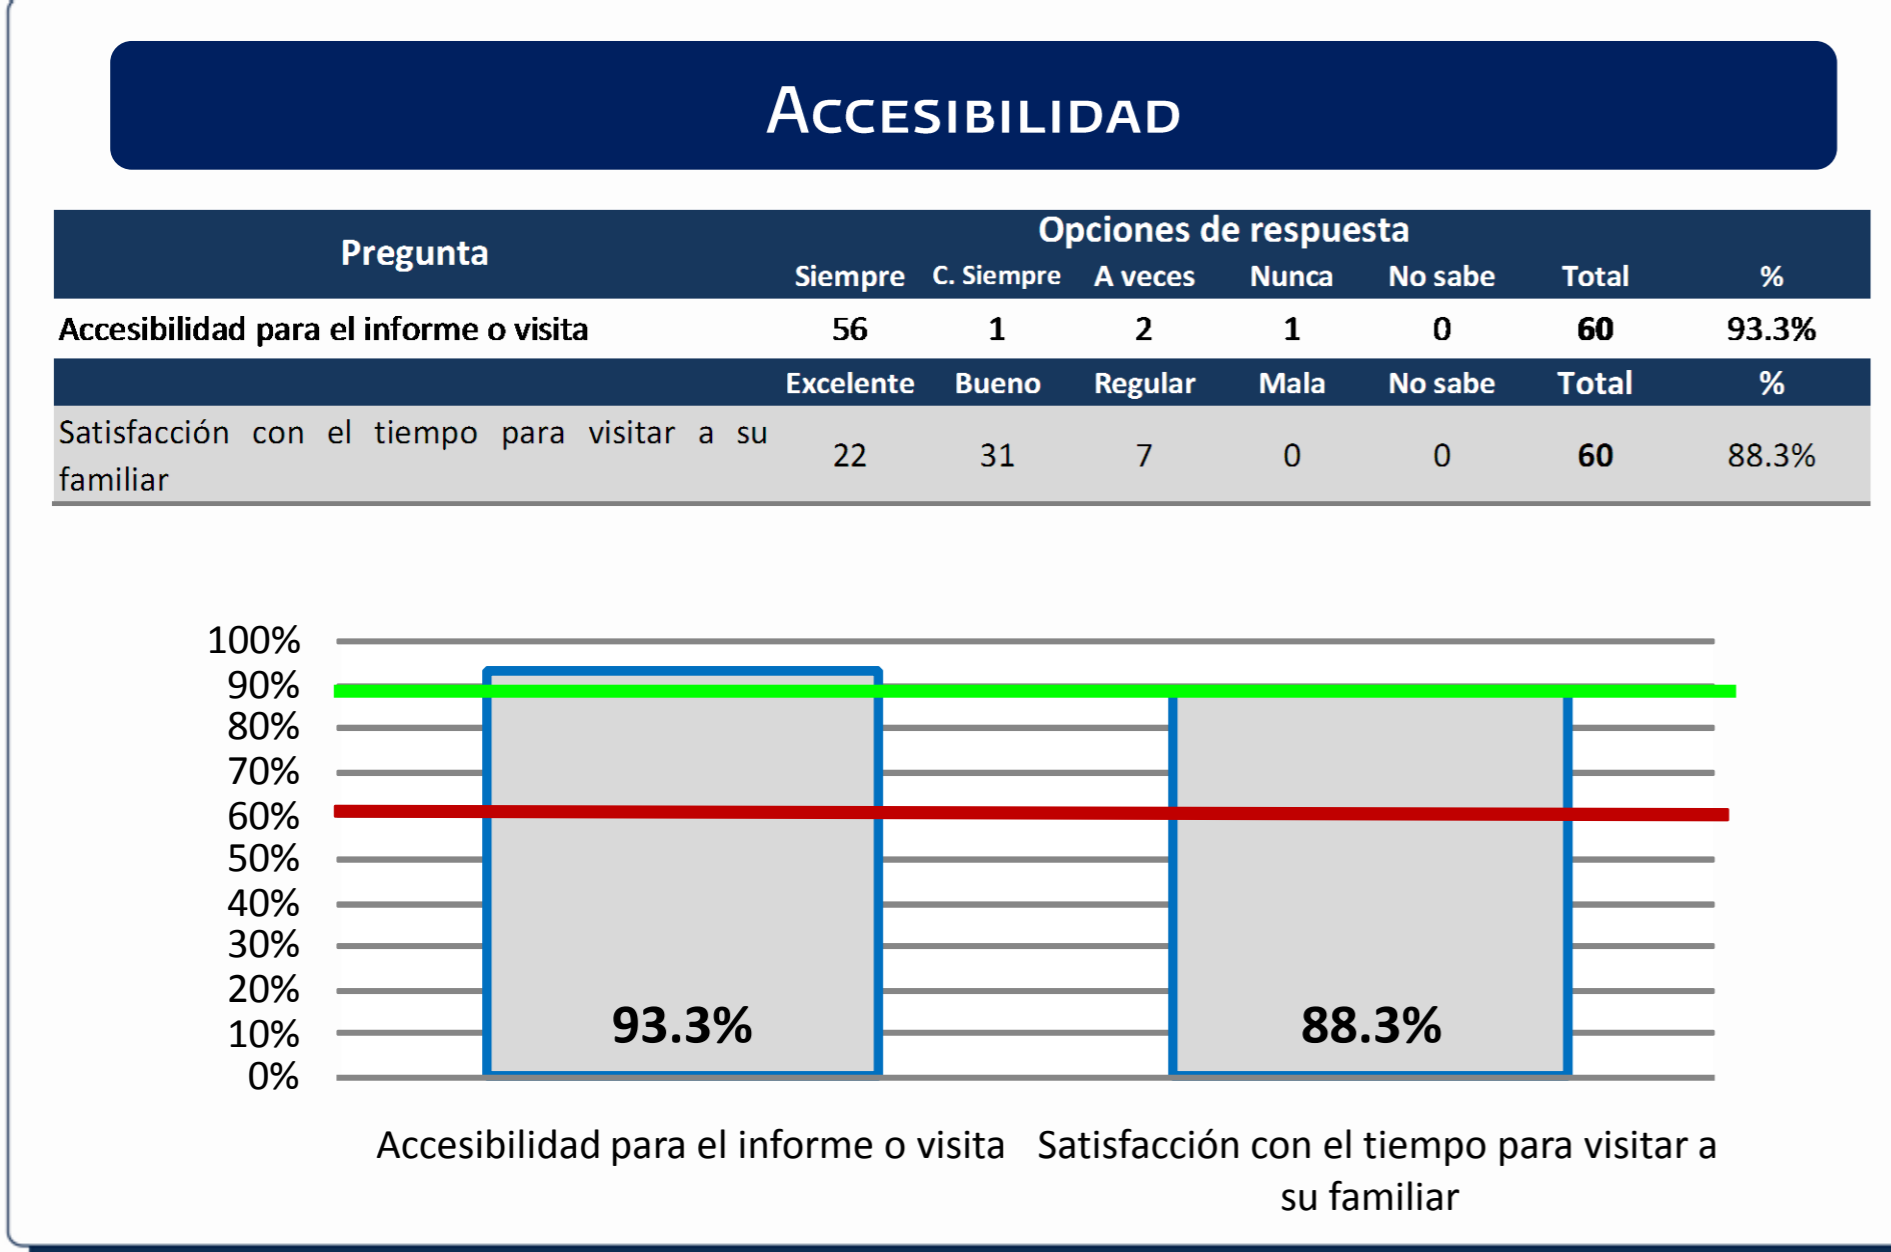 ACCESIBILIDAD
Opciones de respuesta
Pregunta
Siempre C. Siempre A veces Nunca No sabe Total %
Accesibilidad para el informe o visita 56 1 2 1 0 60 93.3%
Excelente Bueno Regular Mala No sabe Total %
Satisfacción con el tiempo para visitar a su
familiar 22 31 7 0 0 60 88.3%
100%
90%
80%
70%
60%
50%
40%
30%
20%
10%
0%
93.3% 88.3%
Accesibilidad para el informe o visita Satisfacción con el tiempo para visitar a
su familiar